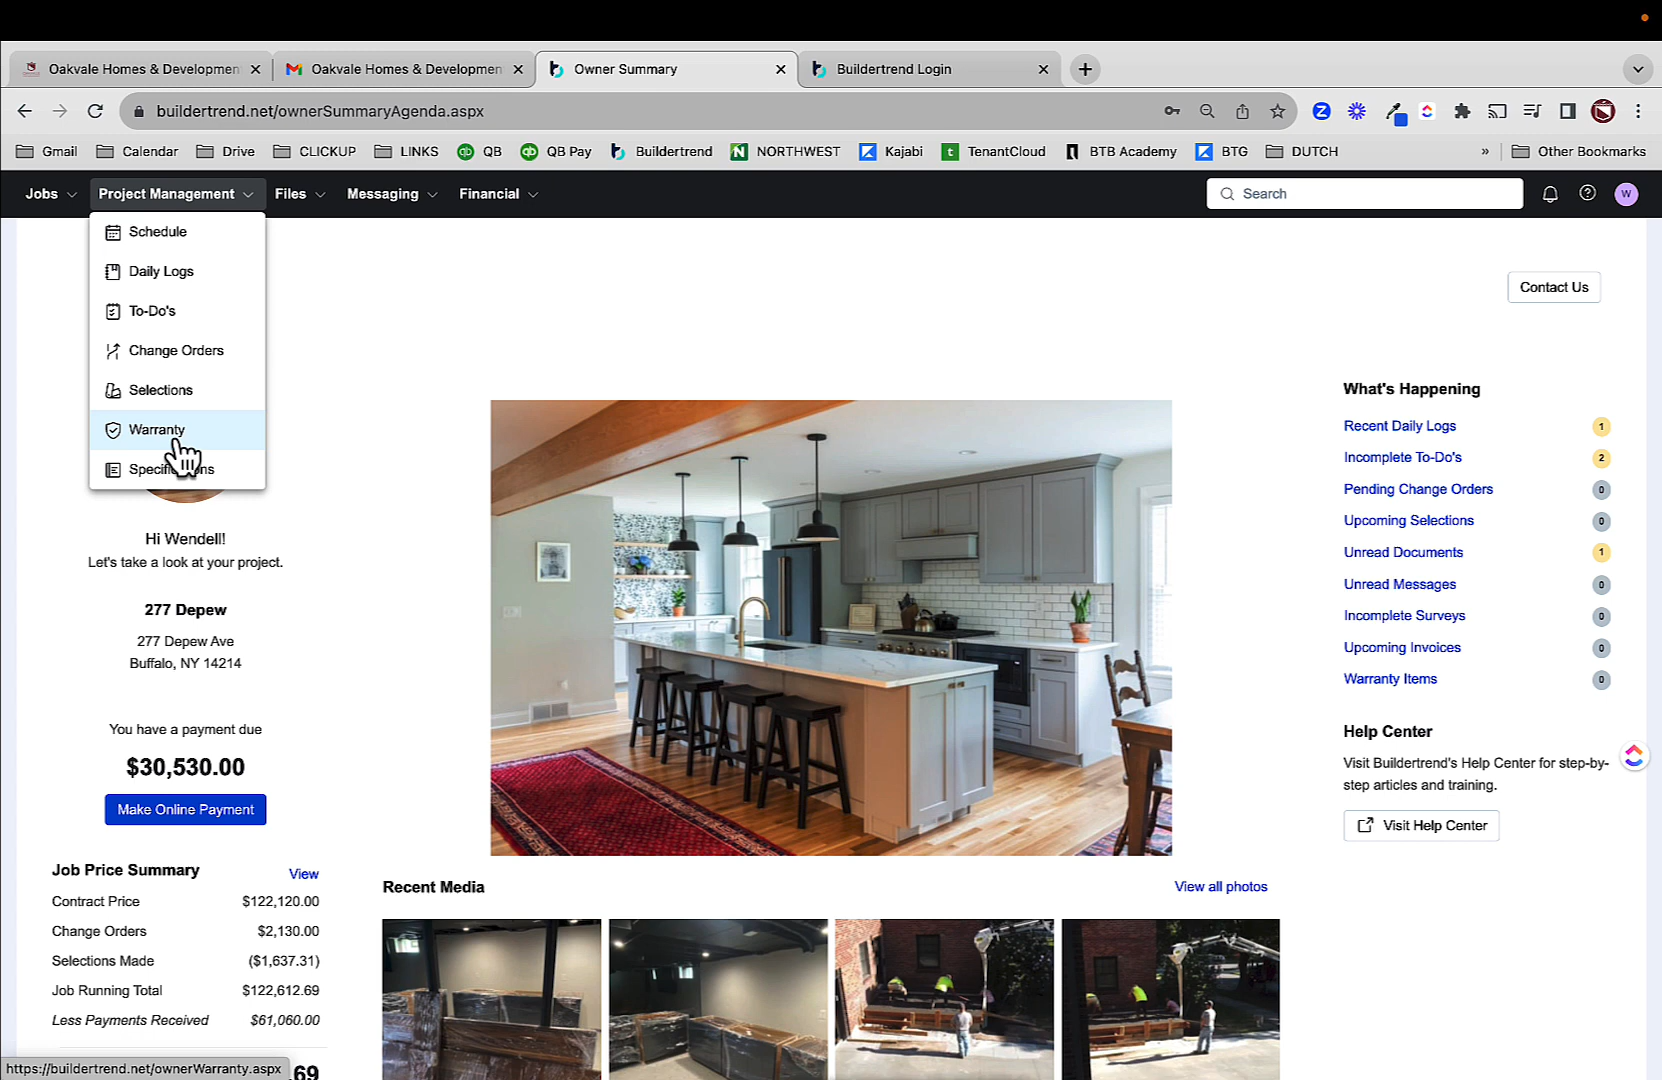 Oakvale Homes & Developmen
Oakvale Homes & Developmen
Owner Summary
Buildertrend Login
buildertrend.net/ownerSummaryAgenda.aspx
Gmail
Calendar
Drive
CLICKUP
LINKS
QB
QB Pay
Buildertrend
NORTHWEST
Kajabi
TenantCloud
BTB Academy
BTG
DUTCH
»
Other Bookmarks
Jobs
Project Management
Files
Messaging
Financial
Search
W
Schedule
Daily Logs
To-Do's
Change Orders
Selections
Warranty
Contact Us
Hi Wendell!
Let's take a look at your project.
277 Depew
277 Depew Ave
Buffalo, NY 14214
You have a payment due
$30,530.00
Make Online Payment
Job Price Summary View
Contract Price $122,120.00
Change Orders $2,130.00
Selections Made ($1,637.31)
Job Running Total $122,612.69
Less Payments Received $61,060.00
.69
https://buildertrend.net/ownerWarranty.aspx
Recent Media
View all photos
What's Happening
Recent Daily Logs 1
Incomplete To-Do's 2
Pending Change Orders 0
Upcoming Selections 0
Unread Documents 1
Unread Messages 0
Incomplete Surveys 0
Upcoming Invoices 0
Warranty Items 0
Help Center
Visit Buildertrend's Help Center for step-by-
step articles and training.
Visit Help Center